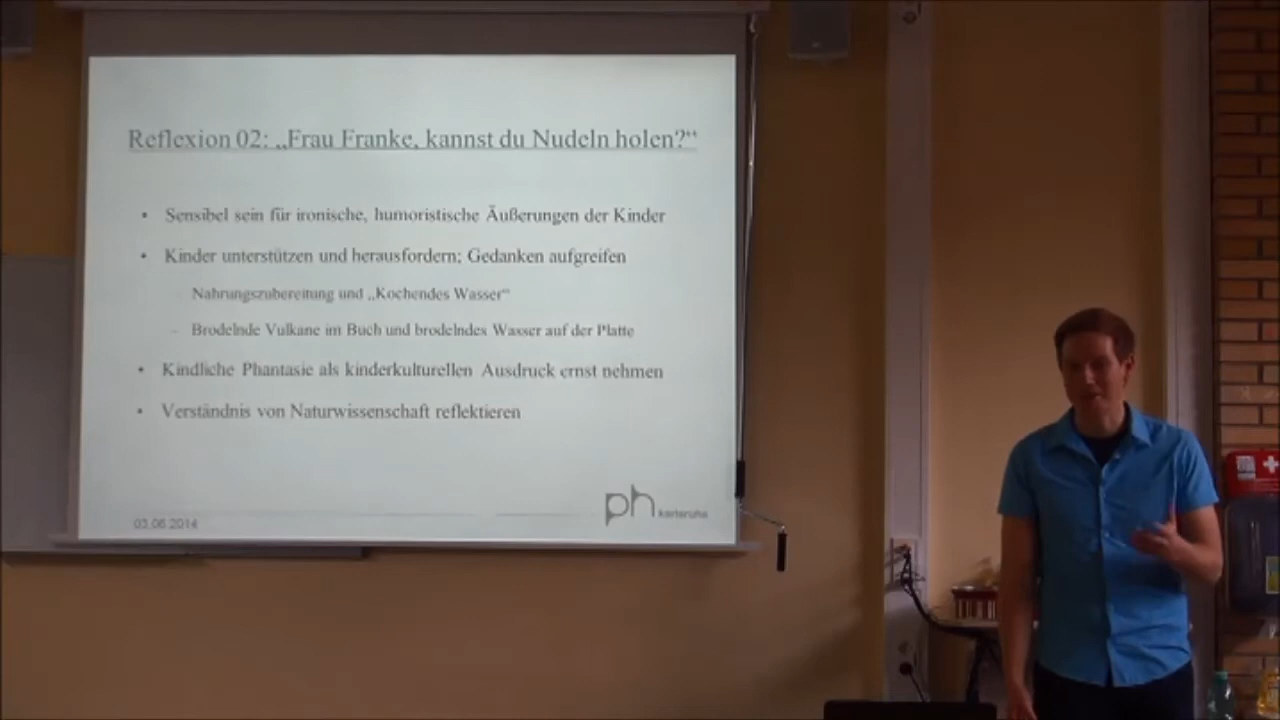 Reflexion 02: „Frau Franke, kannst du Nudeln holen?“
• Sensibel sein für ironische, humoristische Äußerungen der Kinder
• Kinder unterstützen und herausfordern; Gedanken aufgreifen
Nahrungszubereitung und „Kochendes Wasser“
– Brodelnde Vulkane im Buch und brodelndes Wasser auf der Platte
• Kindliche Phantasie als kinderkulturellen Ausdruck ernst nehmen
• Verständnis von Naturwissenschaft reflektieren
03.06.2014
ph karlsruhe